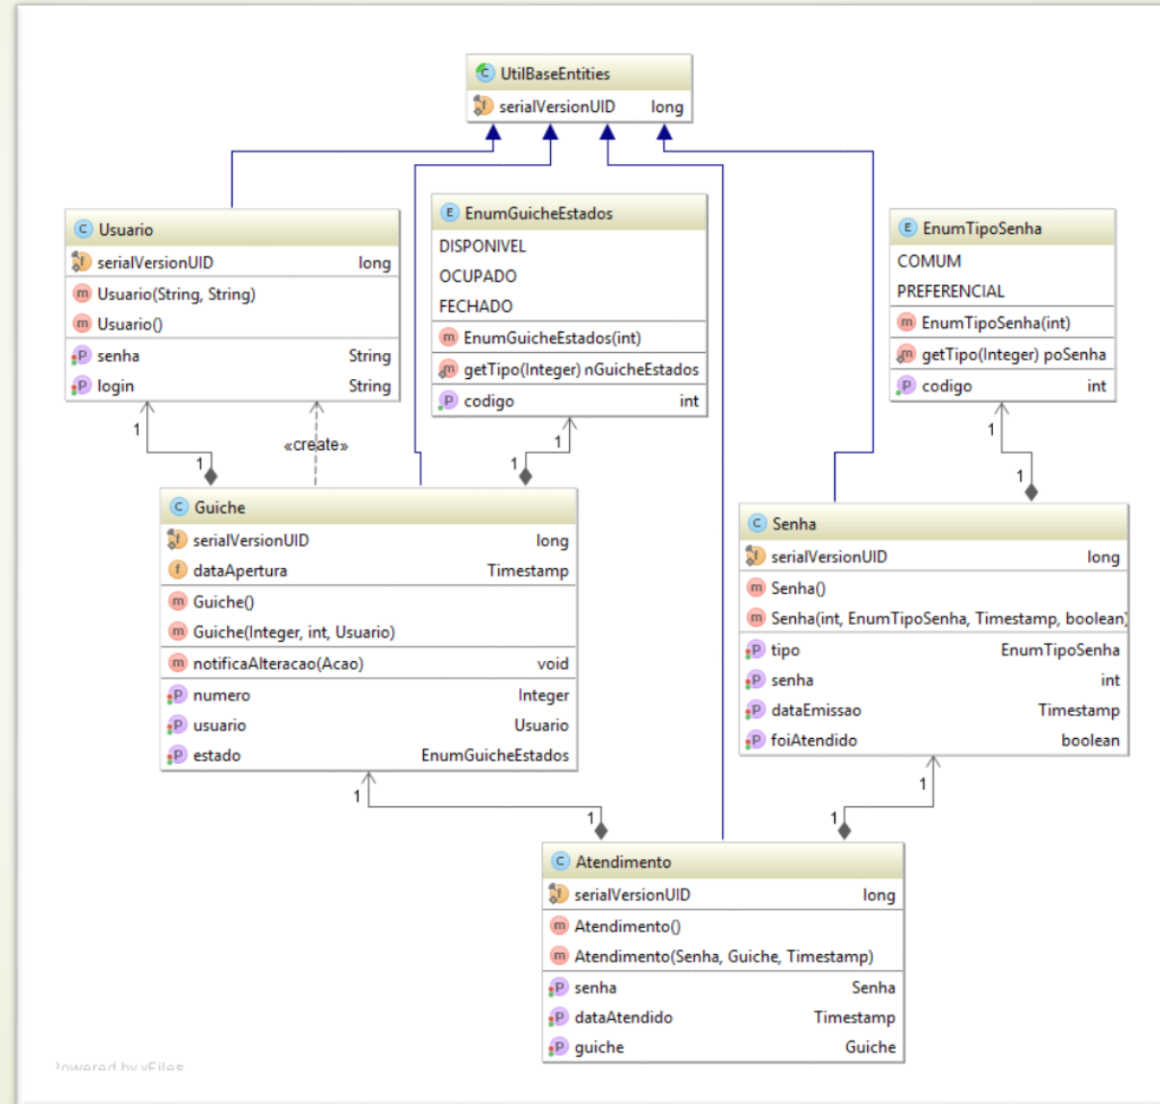 UtilBaseEntities
serialVersionUID long
Usuario
serialVersionUID long
Usuario(String, String)
Usuario()
senha String
login String
EnumGuicheEstados
DISPONIVEL
OCUPADO
FECHADO
EnumGuicheEstados(int)
getTipo(Integer) nGuicheEstados
codigo int
EnumTipoSenha
COMUM
PREFERENCIAL
EnumTipoSenha(int)
getTipo(Integer) poSenha
codigo int
1
1
«create»
1
1
1
1
Guiche
serialVersionUID long
dataApertura Timestamp
Guiche()
Guiche(Integer, int, Usuario)
notificaAlteracao(Acao) void
numero Integer
usuario Usuario
estado EnumGuicheEstados
Senha
serialVersionUID long
Senha()
Senha(int, EnumTipoSenha, Timestamp, boolean)
tipo EnumTipoSenha
senha int
dataEmissao Timestamp
foiAtendido boolean
1
1
1
1
Atendimento
serialVersionUID long
Atendimento()
Atendimento(Senha, Guiche, Timestamp)
senha Senha
dataAtendido Timestamp
guiche Guiche
Powered by yFiles